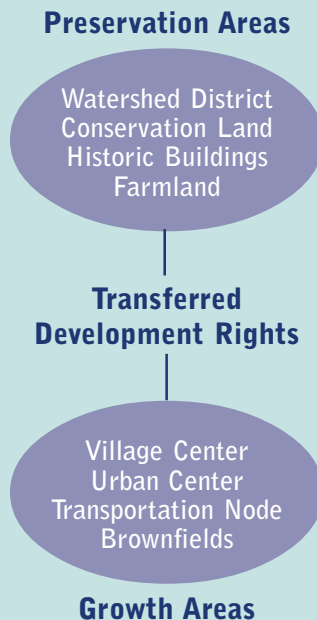 Preservation Areas
Watershed District
Conservation Land
Historic Buildings
Farmland
Transferred
Development Rights
Village Center
Urban Center
Transportation Node
Brownfields
Growth Areas